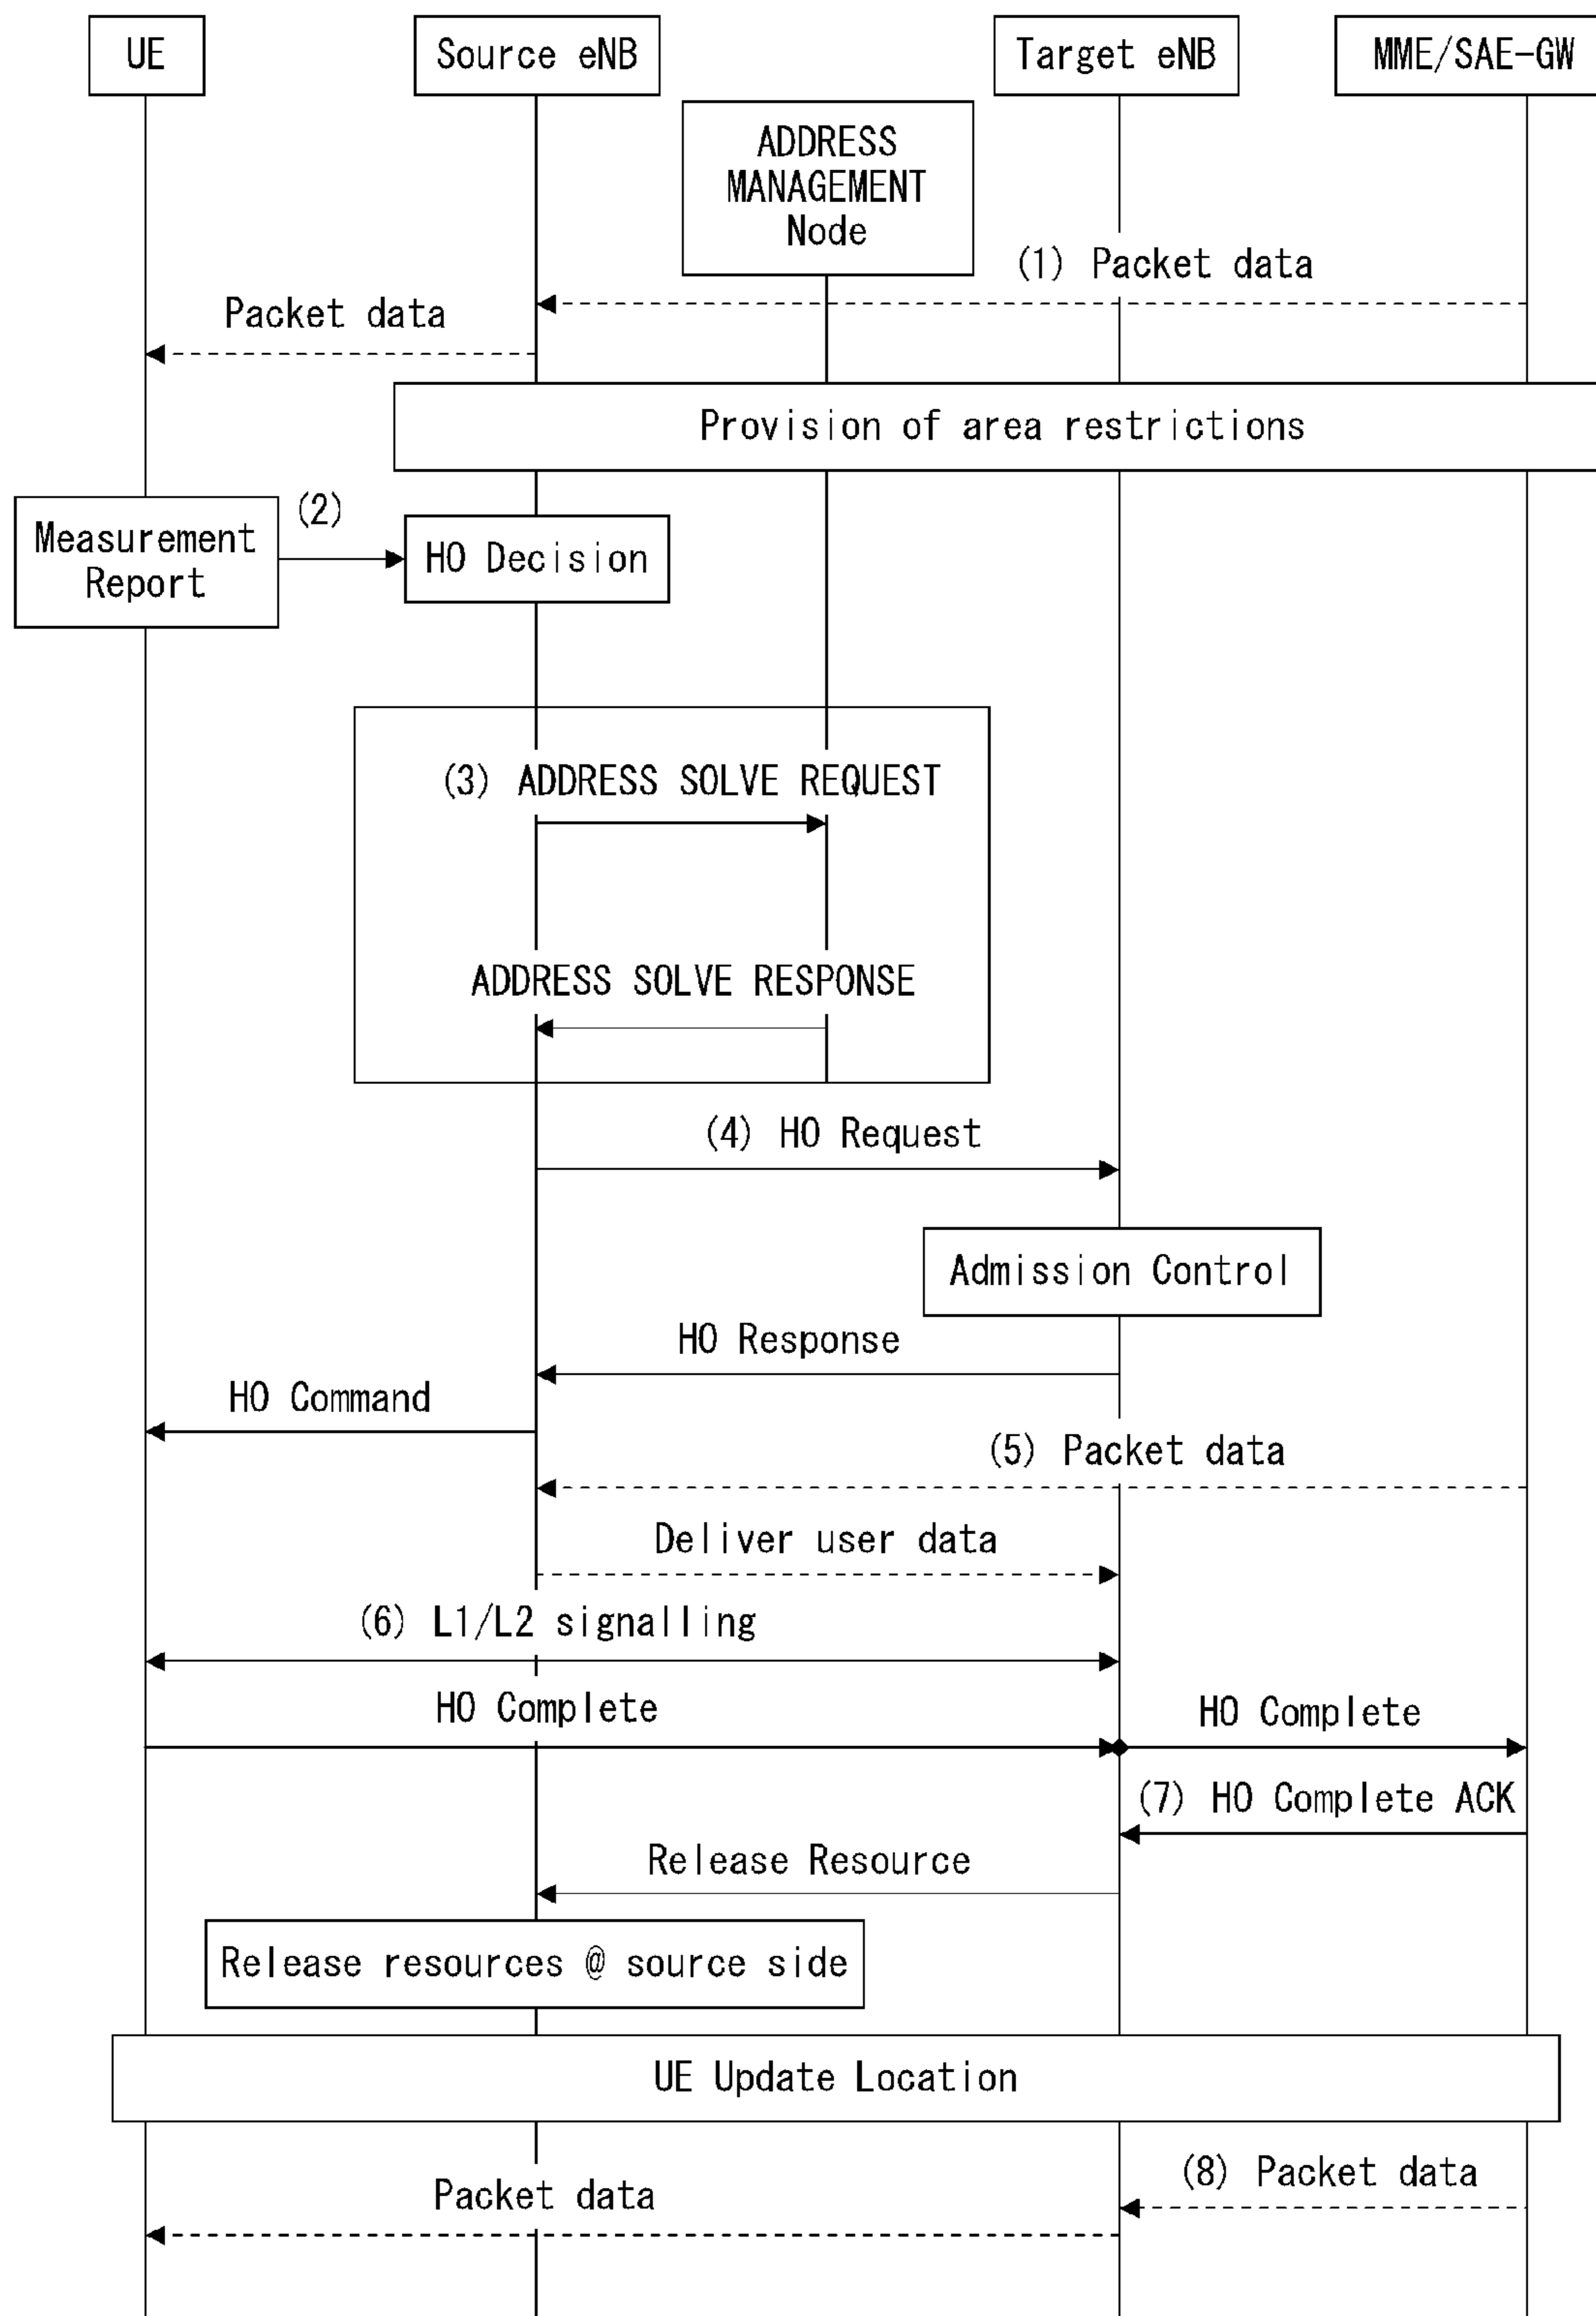 UE
Source eNB
Target eNB
MME/SAE-GW
ADDRESS
MANAGEMENT
Node
(1) Packet data
Packet data
Provision of area restrictions
(2)
Measurement
Report
HO Decision
(3) ADDRESS SOLVE REQUEST
ADDRESS SOLVE RESPONSE
(4) HO Request
Admission Control
HO Response
HO Command
(5) Packet data
Deliver user data
(6) L1/L2 signalling
HO Complete
HO Complete
(7) HO Complete ACK
Release Resource
Release resources @ source side
UE Update Location
(8) Packet data
Packet data